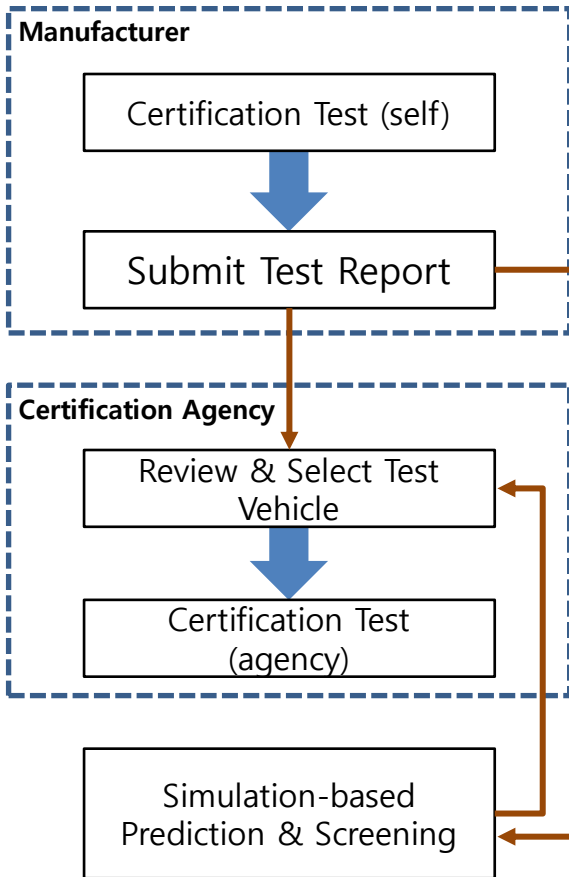 Manufacturer
Certification Test (self)
Submit Test Report
Certification Agency
Review & Select Test
Vehicle
Certification Test
(agency)
Simulation-based
Prediction & Screening